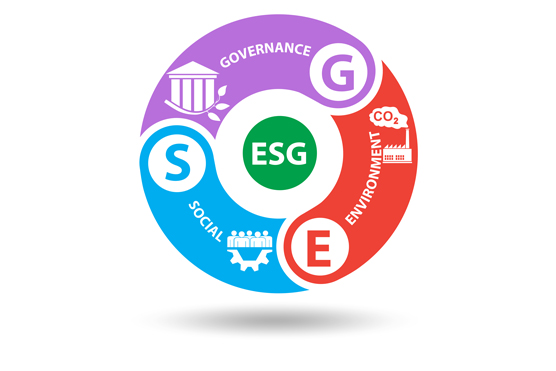 GOVERNANCE
G
CO₂
S
ESG
ENVIRONMENT
SOCIAL
E